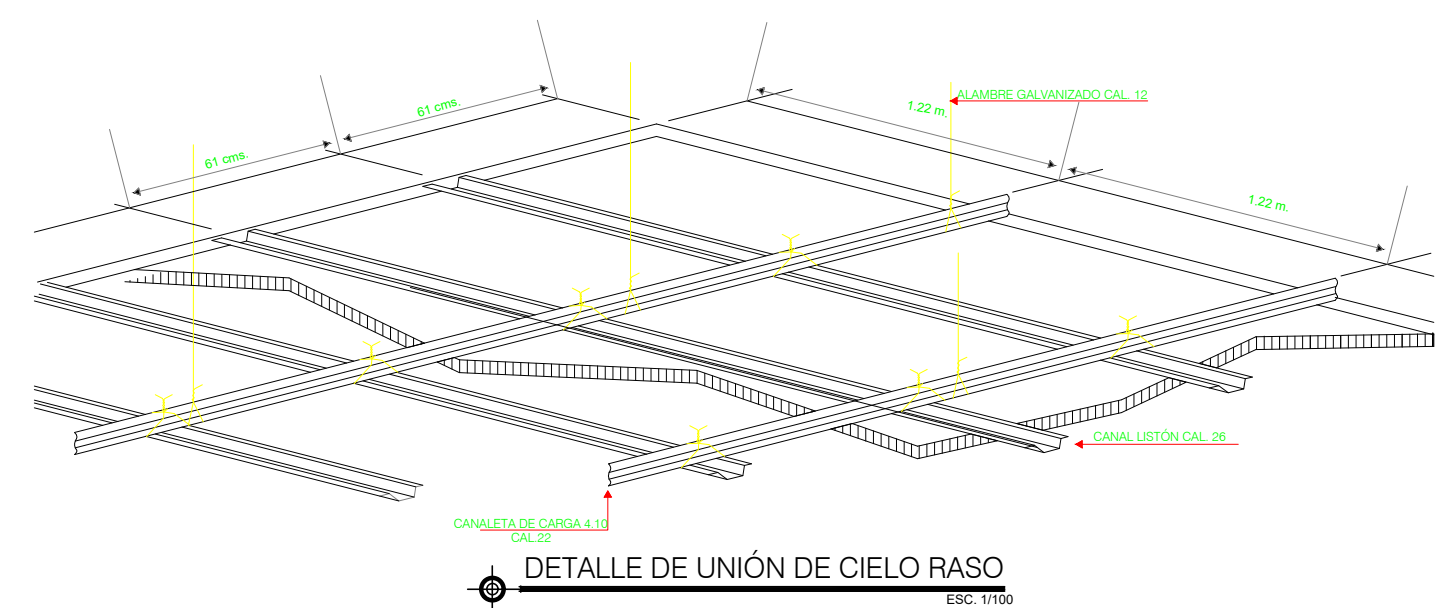 61 cms.
61 cms.
ALAMBRE GALVANIZADO CAL. 12
1.22 m.
1.22 m.
CANAL LISTÓN CAL. 26
CANALETA DE CARGA 4.10
CAL.22
DETALLE DE UNIÓN DE CIELO RASO
ESC. 1/100